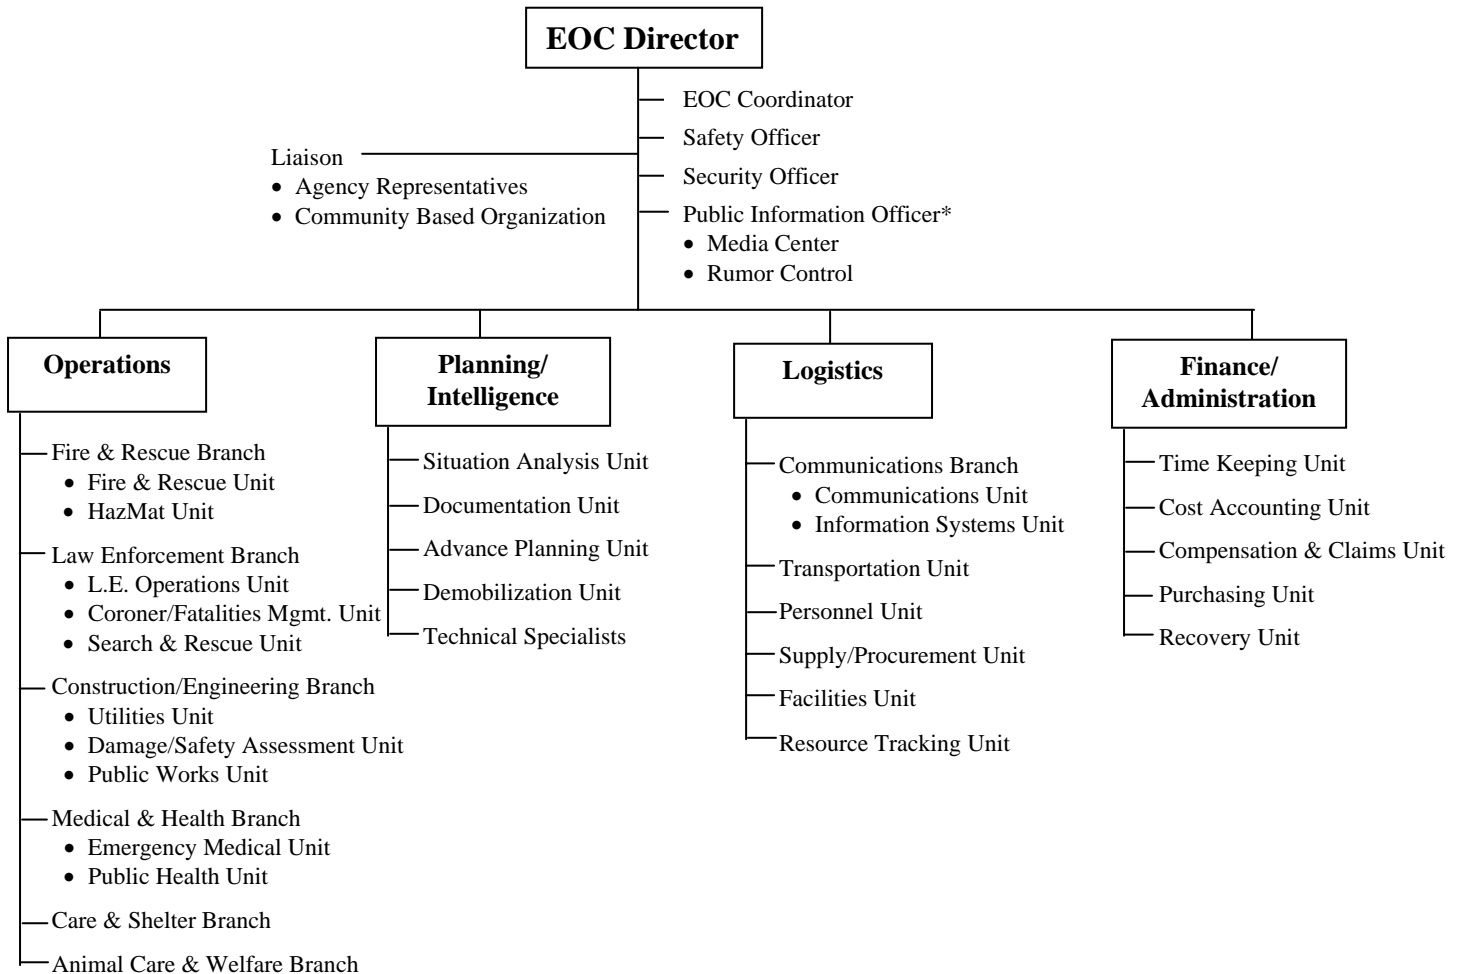 EOC Director
EOC Coordinator
Safety Officer
Security Officer
Public Information Officer*
• Media Center
• Rumor Control
Liaison
• Agency Representatives
• Community Based Organization
Operations
Fire & Rescue Branch
• Fire & Rescue Unit
• HazMat Unit
Law Enforcement Branch
• L.E. Operations Unit
• Coroner/Fatalities Mgmt. Unit
• Search & Rescue Unit
Construction/Engineering Branch
• Utilities Unit
• Damage/Safety Assessment Unit
• Public Works Unit
Medical & Health Branch
• Emergency Medical Unit
• Public Health Unit
Care & Shelter Branch
Animal Care & Welfare Branch
Planning/
Intelligence
Situation Analysis Unit
Documentation Unit
Advance Planning Unit
Demobilization Unit
Technical Specialists
Logistics
Communications Branch
• Communications Unit
• Information Systems Unit
Transportation Unit
Personnel Unit
Supply/Procurement Unit
Facilities Unit
Resource Tracking Unit
Finance/
Administration
Time Keeping Unit
Cost Accounting Unit
Compensation & Claims Unit
Purchasing Unit
Recovery Unit